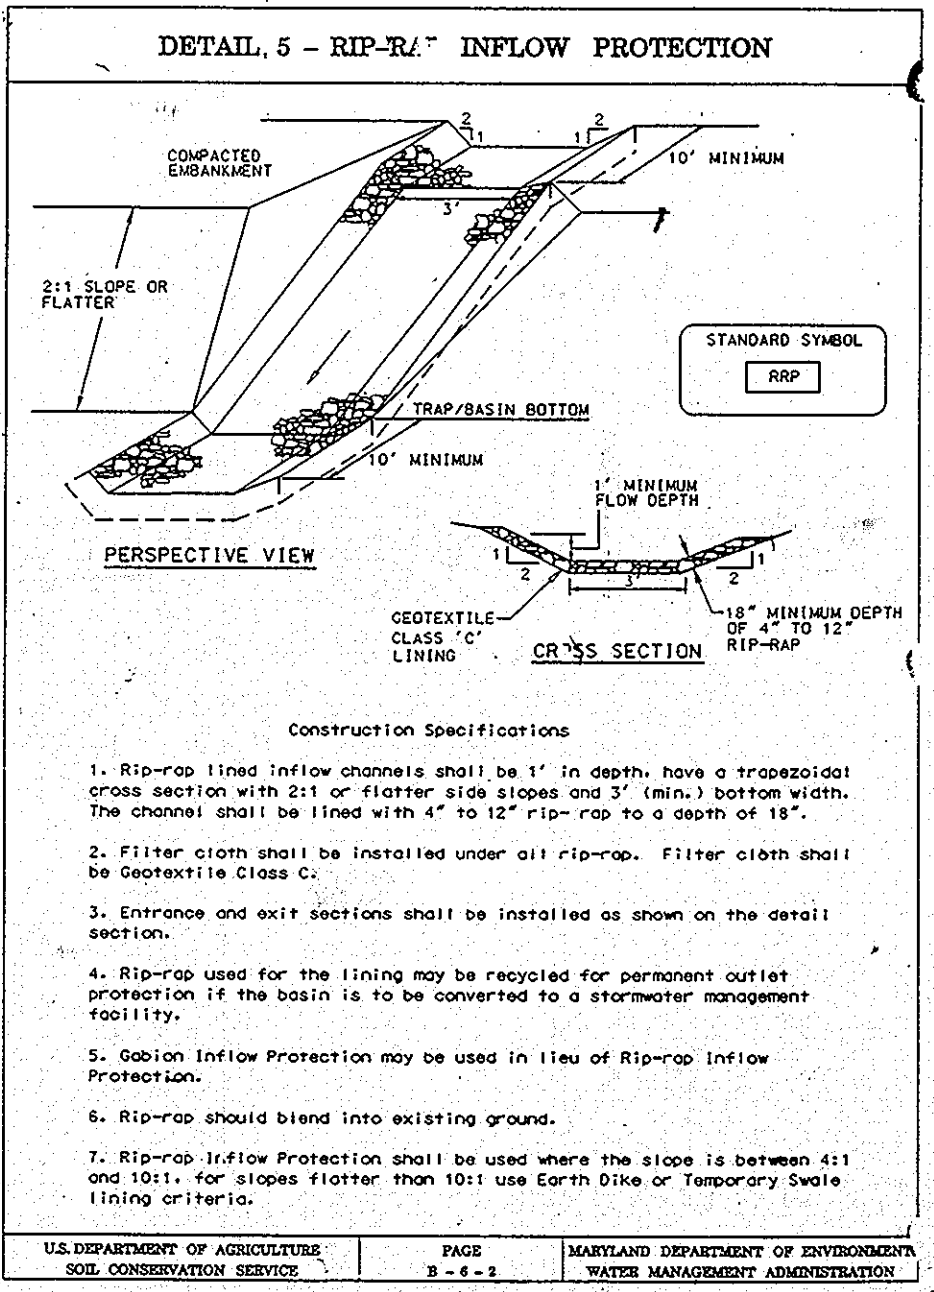 DETAIL 5 - RIP-RAP INFLOW PROTECTION
2
1
1
2
COMPACTED
EMBANKMENT
10' MINIMUM
3'
2:1 SLOPE OR
FLATTER
STANDARD SYMBOL
RRP
TRAP/BASIN BOTTOM
10' MINIMUM
1' MINIMUM
FLOW DEPTH
PERSPECTIVE VIEW
1
2
3'
2
1
GEOTEXTILE
CLASS 'C'
LINING
18" MINIMUM DEPTH
OF 4" TO 12"
RIP-RAP
CROSS SECTION
Construction Specifications
1. Rip-rap lined inflow channels shall be 1' in depth, have a trapezoidal
cross section with 2:1 or flatter side slopes and 3' (min.) bottom width.
The channel shall be lined with 4" to 12" rip-rap to a depth of 18".
2. Filter cloth shall be installed under all rip-rap. Filter cloth shall
be Geotextile Class C.
3. Entrance and exit sections shall be installed as shown on the detail
section.
4. Rip-rap used for the lining may be recycled for permanent outlet
protection if the basin is to be converted to a stormwater management
facility.
5. Gabion Inflow Protection may be used in lieu of Rip-rap Inflow
Protection.
6. Rip-rap should blend into existing ground.
7. Rip-rap Inflow Protection shall be used where the slope is between 4:1
and 10:1, for slopes flatter than 10:1 use Earth Dike or Temporary Swale
lining criteria.
U.S. DEPARTMENT OF AGRICULTURE
SOIL CONSERVATION SERVICE
PAGE
B - 6 - 2
MARYLAND DEPARTMENT OF ENVIRONMENT
WATER MANAGEMENT ADMINISTRATION